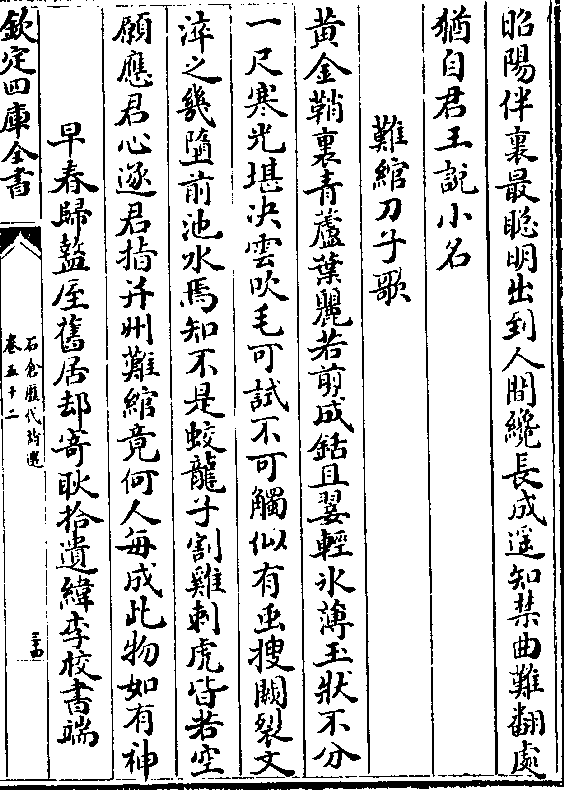 昭陽伴裏最聰明出到人間纔長成遥知禁曲難翻處
猶自君王說小名
難綰刀子歌
黄金鞘裏青蘆葉麗若剪成銛且翣輕氷薄玉狀不分
一尺寒光堪决雲吹毛可試不可觸似有虫搜闕裂文
淬之幾墮前池水焉知不是蛟龍子割雞刺虎皆若空
願應君心遂君指并州難綰竟何人每成此物如有神
早春歸盩厔舊居却寄耿拾遺緯李校書端
欽定四庫全書
石倉歷代詩選
卷五十二
三十四